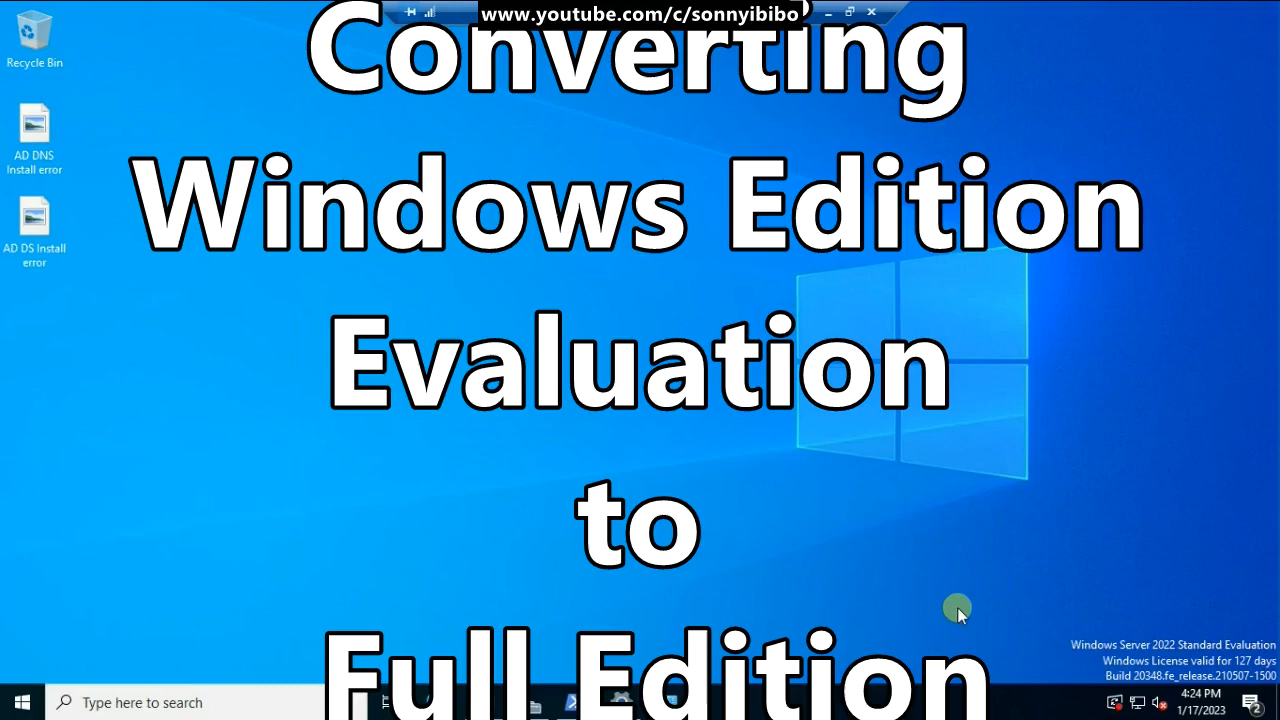 www.youtube.com/c/sonnyibibo
Converting
Windows Edition
Evaluation
to
Full Edition
Recycle Bin
AD DNS
Install error
AD DS Install
error
Windows Server 2022 Standard Evaluation
Windows License valid for 127 days
Build 20348.fe_release.210507-1500
Type here to search
4:24 PM
1/17/2023
2